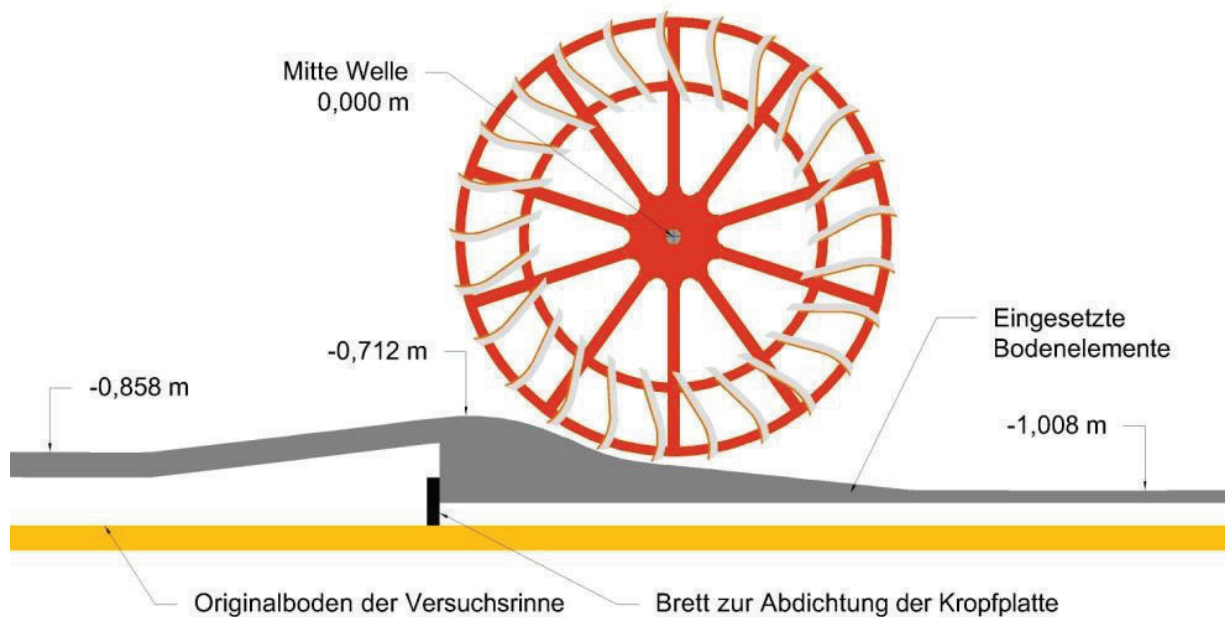 Mitte Welle
0,000 m
-0,712 m
-0,858 m
Eingesetzte
Bodenelemente
-1,008 m
Originalboden der Versuchsrinne
Brett zur Abdichtung der Kropfplatte